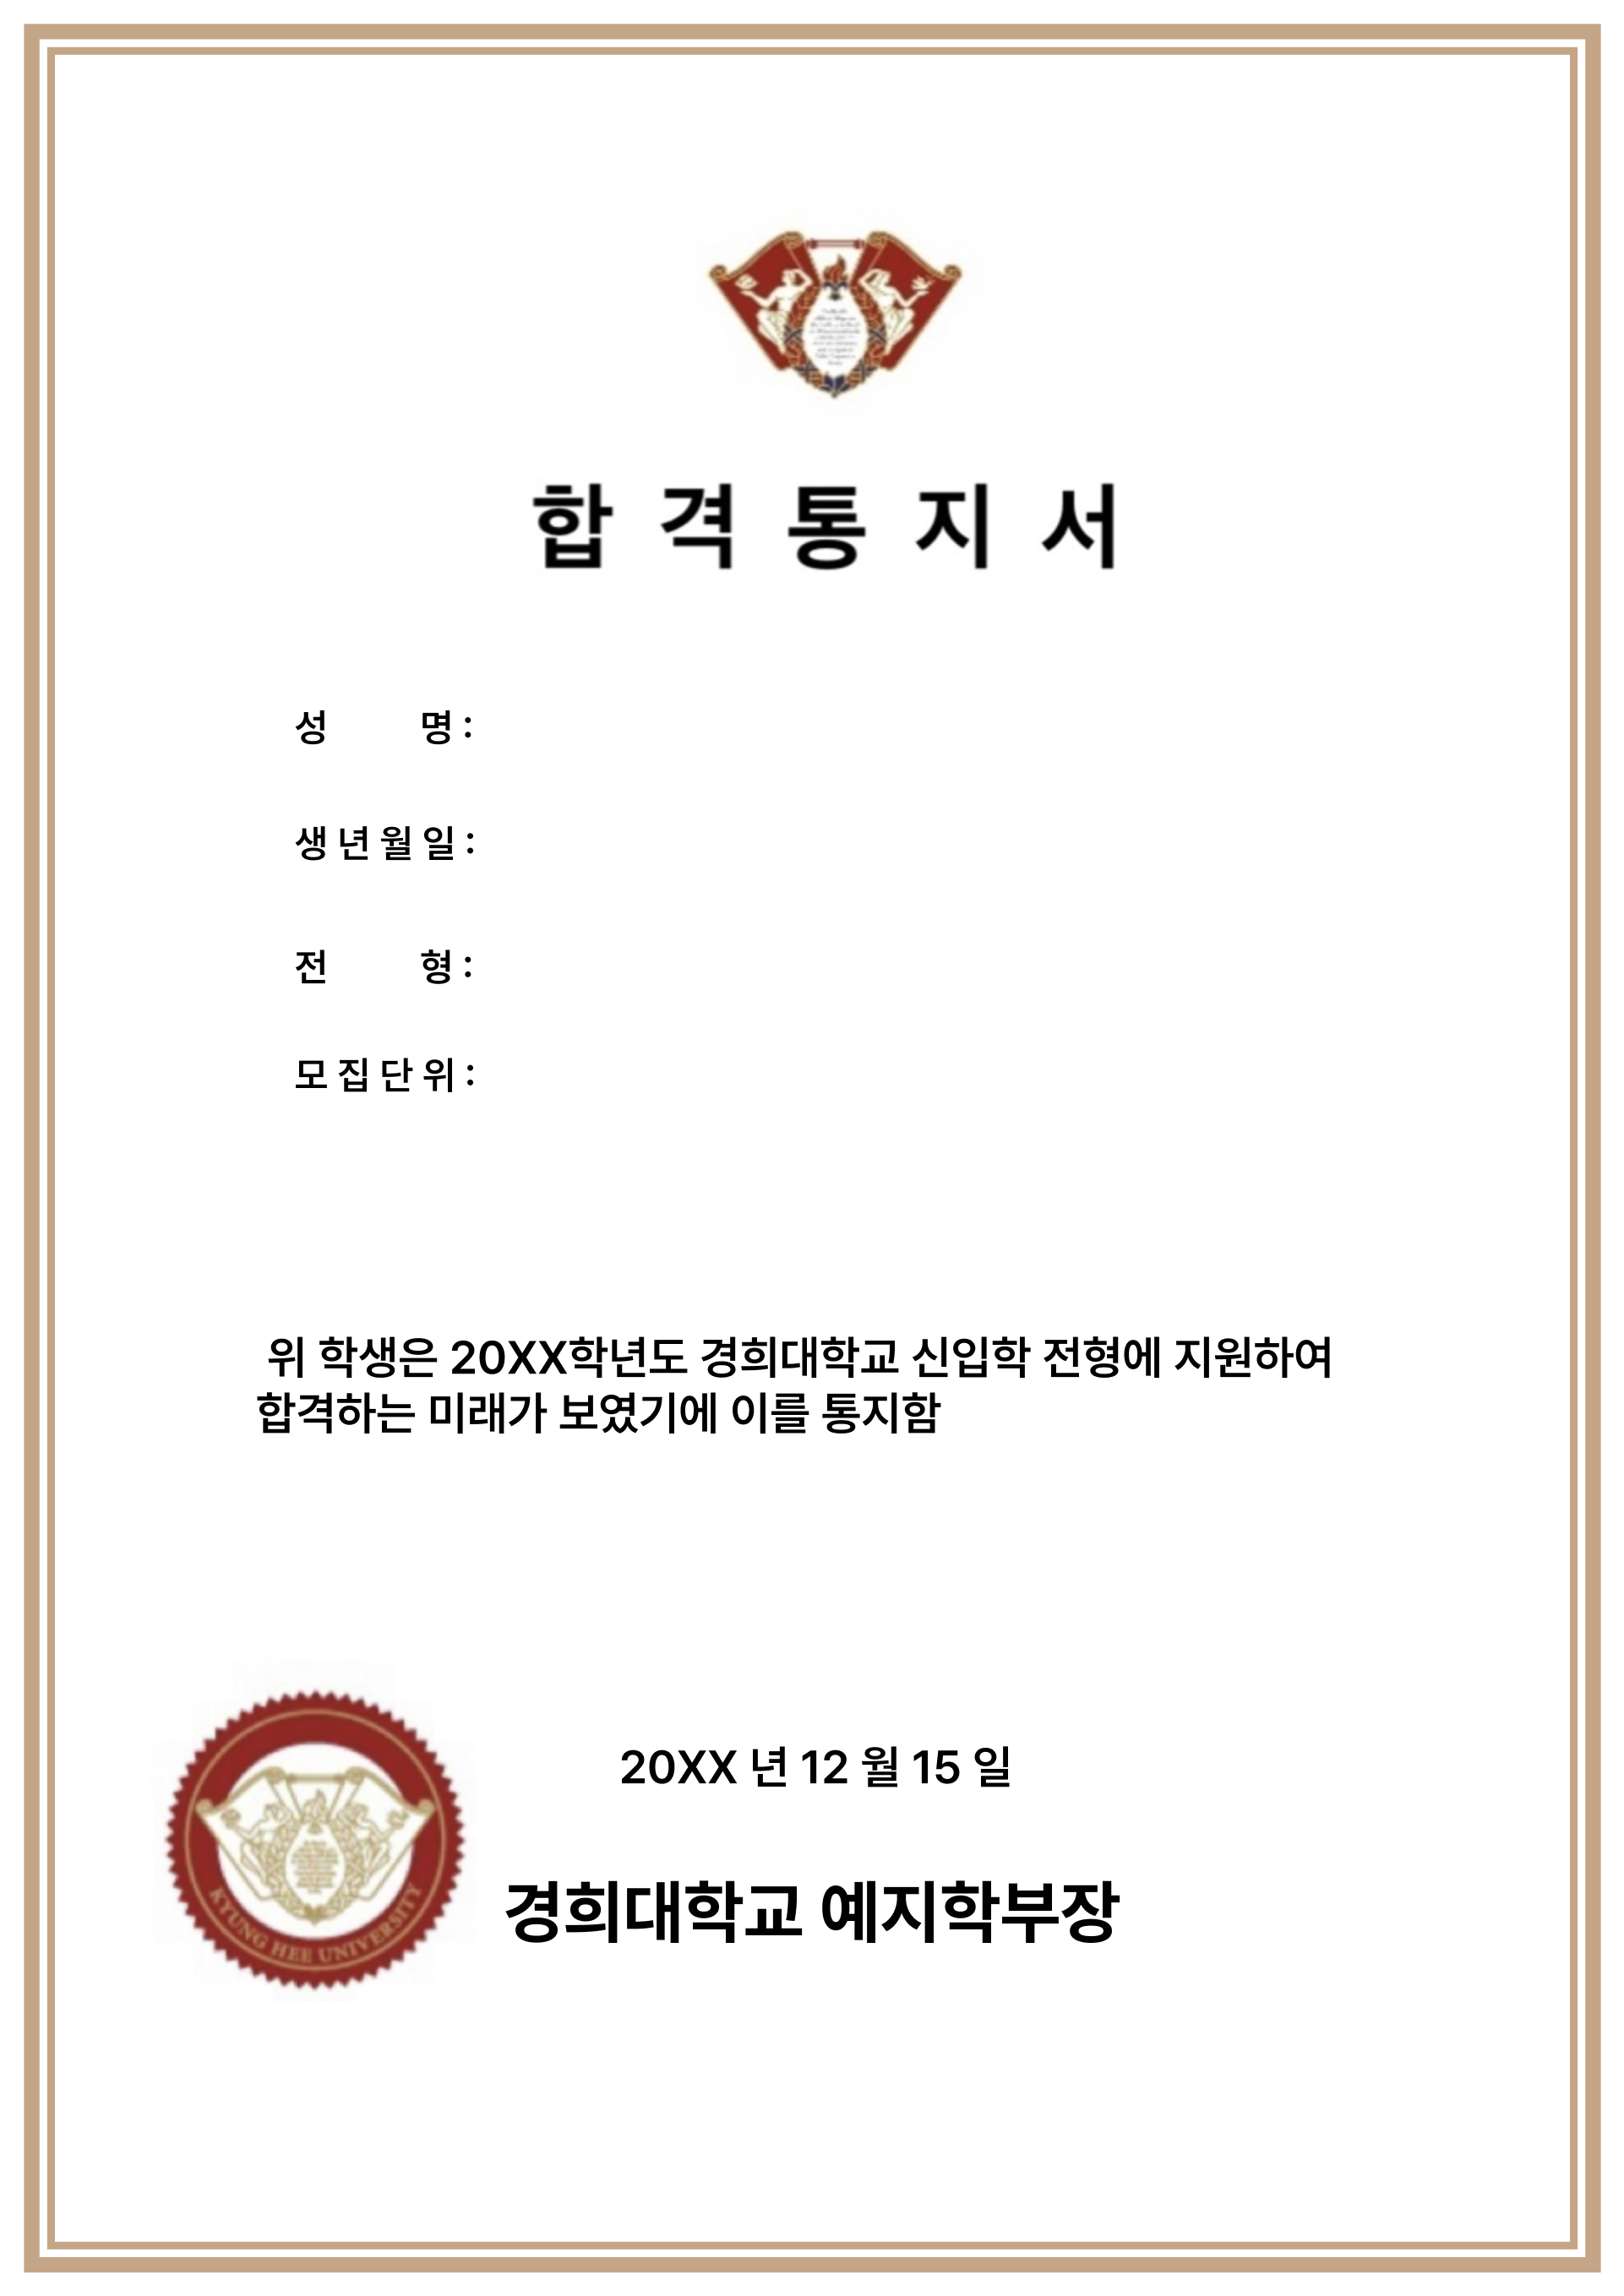 합 격 통 지 서
성 명 :
생 년 월 일 :
전 형 :
모 집 단 위 :
위 학생은 20XX학년도 경희대학교 신입학 전형에 지원하여
합격하는 미래가 보였기에 이를 통지함
20XX 년 12 월 15 일
경희대학교 예지학부장
KYUNG HEE UNIVERSITY